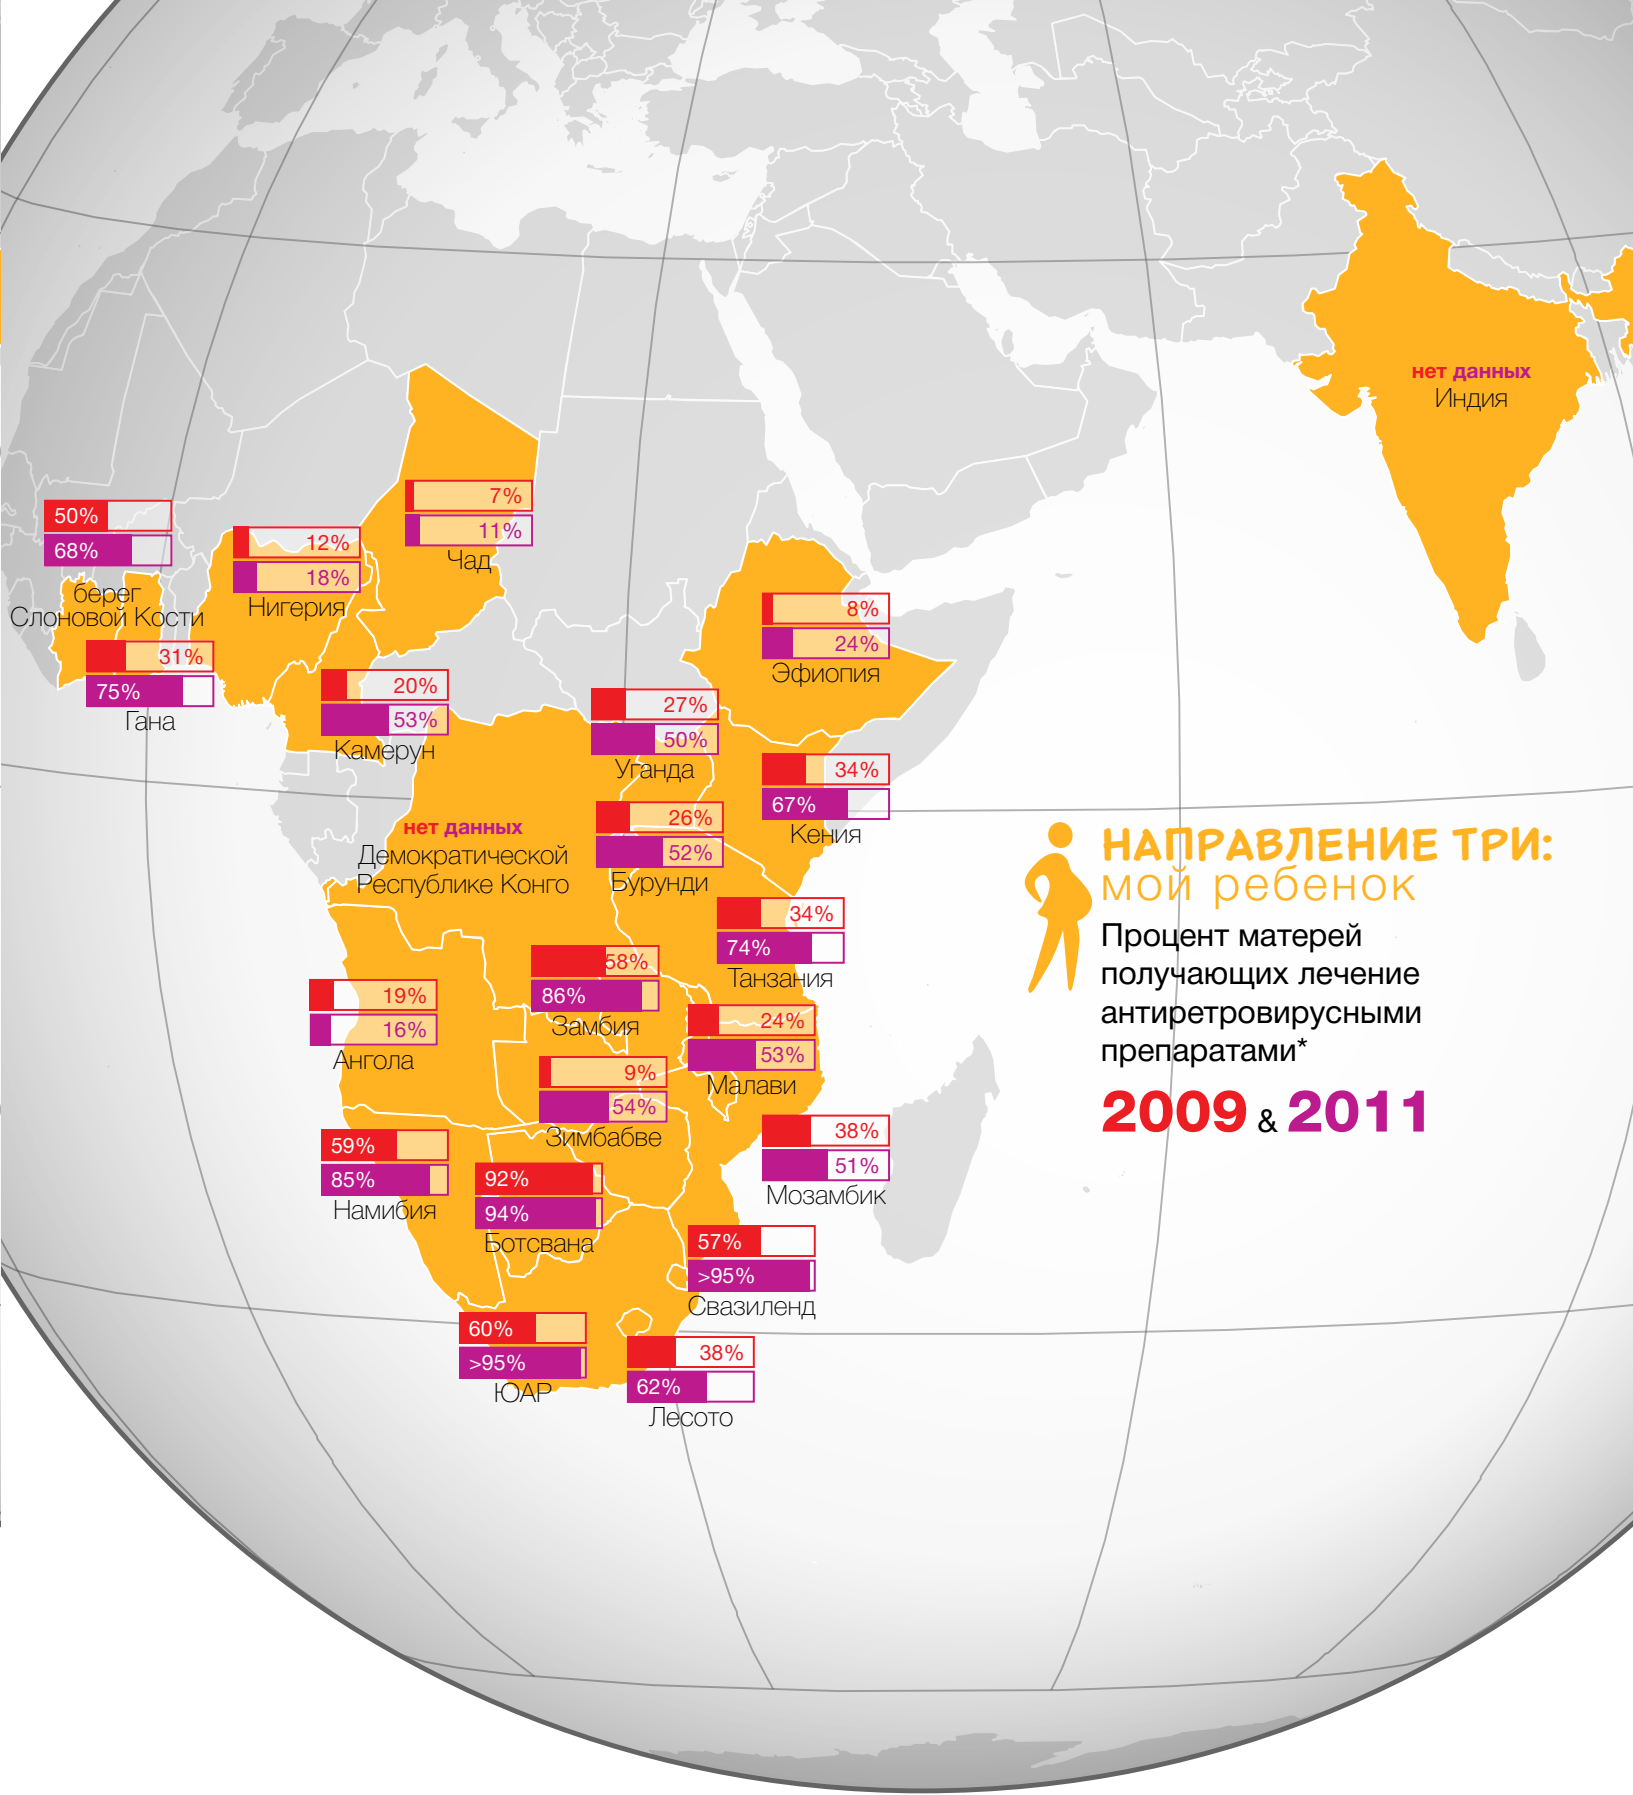 нет данных
Индия
7%
11%
Чад
50%
68%
берег
Слоновой Кости
12%
18%
Нигерия
31%
75%
Гана
8%
24%
Эфиопия
20%
53%
Камерун
27%
50%
Уганда
34%
67%
Кения
26%
52%
Бурунди
нет данных
Демократической
Республике Конго
НАПРАВЛЕНИЕ ТРИ:
мой ребенок
Процент матерей
получающих лечение
антиретровирусными
препаратами*
2009 & 2011
34%
74%
Танзания
58%
86%
Замбия
19%
16%
Ангола
24%
53%
Малави
9%
54%
Зимбабве
38%
51%
Мозамбик
59%
85%
Намибия
92%
94%
Ботсвана
57%
>95%
Свазиленд
60%
>95%
ЮАР
38%
62%
Лесото